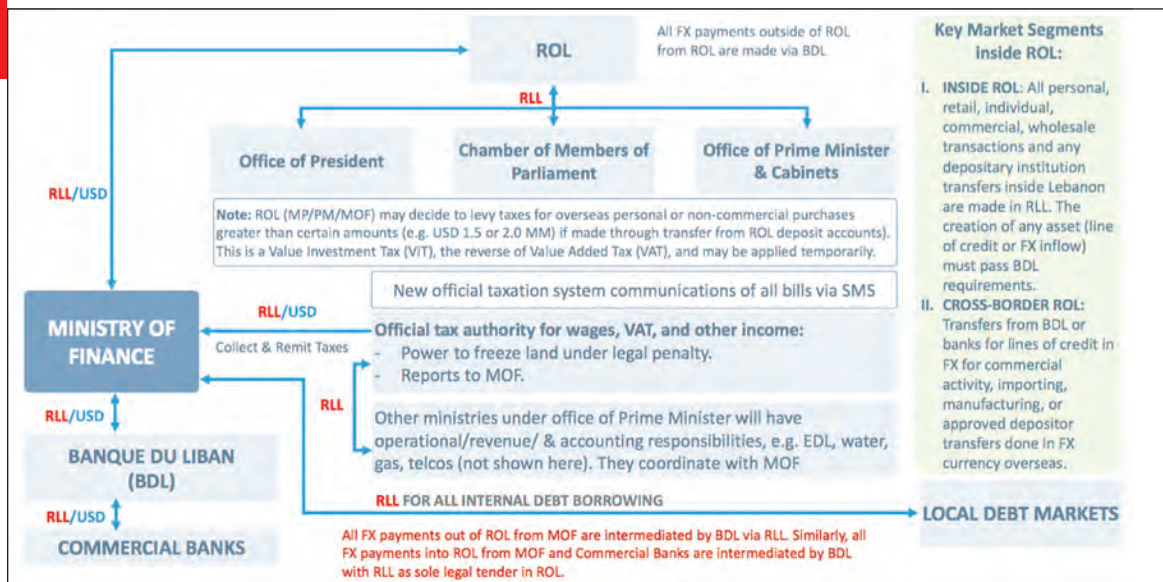 ROL
All FX payments outside of ROL
from ROL are made via BDL.
RLL
Office of President
Chamber of Members of
Parliament
Office of Prime Minister
& Cabinets
RLL/USD
Note: ROL (MP/PM/MOF) may decide to levy taxes for overseas personal or non-commercial purchases
greater than certain amounts (e.g. USD 1.5 or 2.0 MM) if made through transfer from ROL deposit accounts).
This is a Value Investment Tax (VIT), the reverse of Value Added Tax (VAT), and may be applied temporarily.
New official taxation system communications of all bills via SMS
MINISTRY OF
FINANCE
RLL/USD
Collect & Remit Taxes
Official tax authority for wages, VAT, and other income:
- Power to freeze land under legal penalty.
- Reports to MOF.
RLL
Other ministries under office of Prime Minister will have
operational/revenue/ & accounting responsibilities, e.g. EDL, water,
gas, telcos (not shown here). They coordinate with MOF
RLL/USD
BANQUE DU LIBAN
(BDL)
RLL/USD
COMMERCIAL BANKS
RLL FOR ALL INTERNAL DEBT BORROWING
LOCAL DEBT MARKETS
All FX payments out of ROL from MOF are intermediated by BDL via RLL. Similarly, all
FX payments into ROL from MOF and Commercial Banks are intermediated by BDL
with RLL as sole legal tender in ROL.
Key Market Segments
inside ROL:
I. INSIDE ROL: All personal,
retail, individual,
commercial, wholesale
transactions and any
depositary institution
transfers inside Lebanon
are made in RLL. The
creation of any asset (line
of credit or FX inflow)
must pass BDL
requirements.
II. CROSS-BORDER ROL:
Transfers from BDL or
banks for lines of credit in
FX for commercial
activity, importing,
manufacturing, or
approved depositor
transfers done in FX
currency overseas.